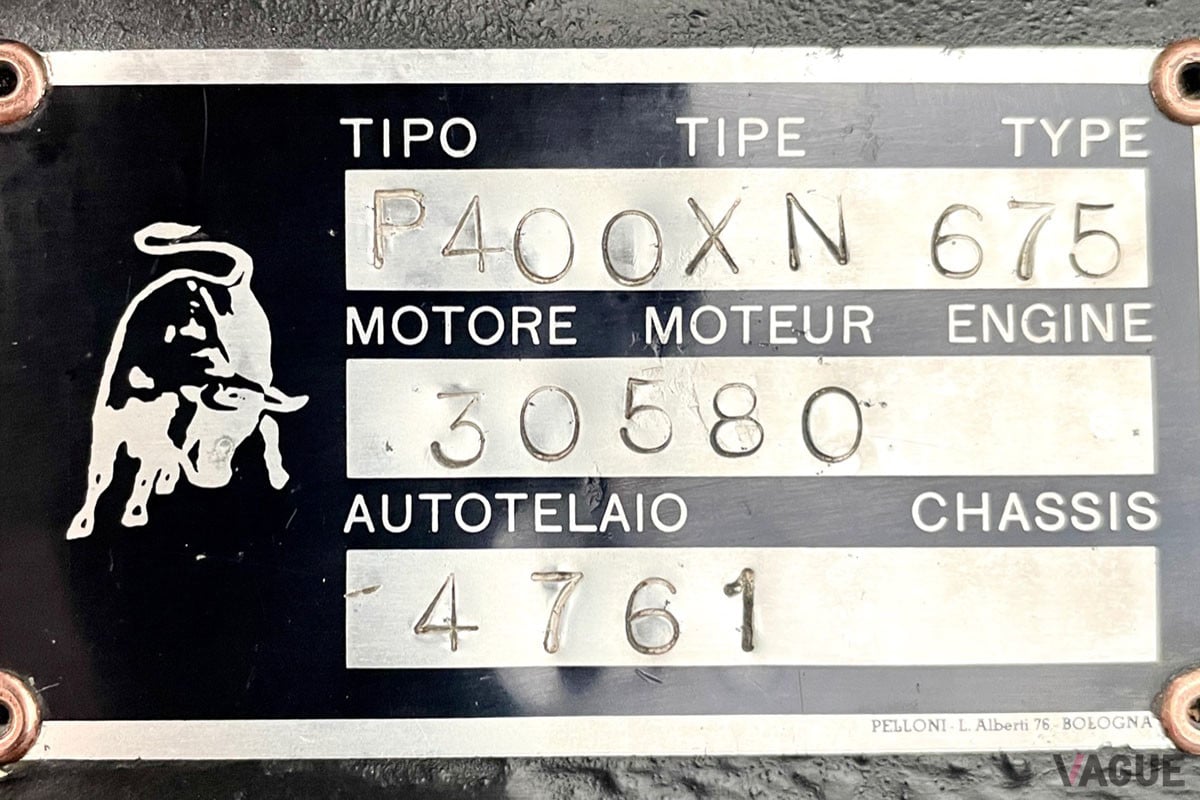 TIPO TIPE TYPE
P400XN 675
MOTORE MOTEUR ENGINE
30580
AUTOTELAIO CHASSIS
4761
PELLONI - L. Alberti 76 - BOLOGNA
VAGUE